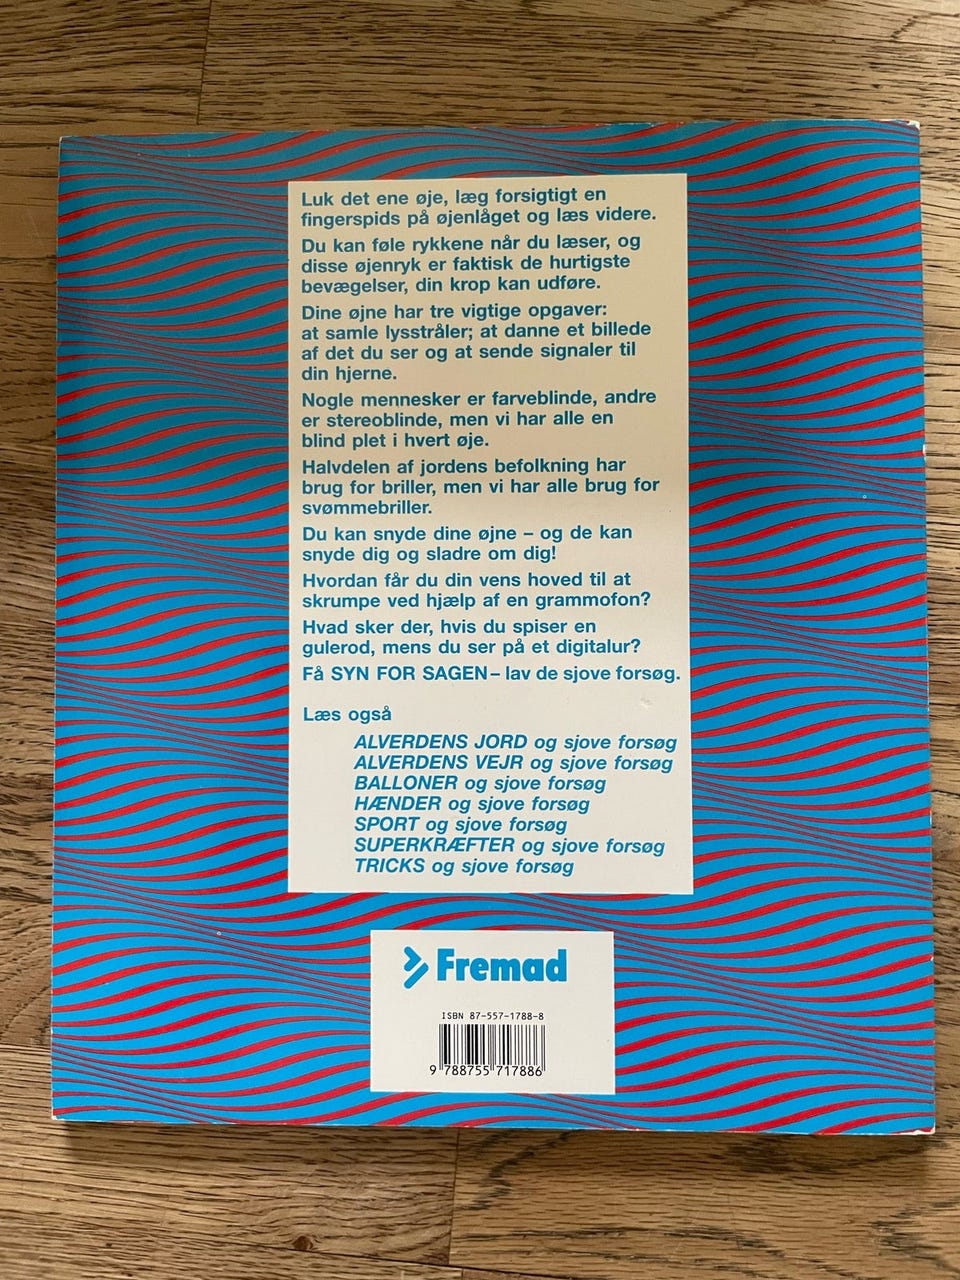 Luk det ene øje, læg forsigtigt en
fingerspids på øjenlåget og læs videre.
Du kan føle rykkene når du læser, og
disse øjenryk er faktisk de hurtigste
bevægelser, din krop kan udføre.
Dine øjne har tre vigtige opgaver:
at samle lysstråler; at danne et billede
af det du ser og at sende signaler til
din hjerne.
Nogle mennesker er farveblinde, andre
er stereoblinde, men vi har alle en
blind plet i hvert øje.
Halvdelen af jordens befolkning har
brug for briller, men vi har alle brug for
svømmebriller.
Du kan snyde dine øjne – og de kan
snyde dig og sladre om dig!
Hvordan får du din vens hoved til at
skrumpe ved hjælp af en grammofon?
Hvad sker der, hvis du spiser en
gulerod, mens du ser på et digitalur?
Få SYN FOR SAGEN – lav de sjove forsøg.
Læs også
ALVERDENS JORD og sjove forsøg
ALVERDENS VEJR og sjove forsøg
BALLONER og sjove forsøg
HÆNDER og sjove forsøg
SPORT og sjove forsøg
SUPERKRÆFTER og sjove forsøg
TRICKS og sjove forsøg
Fremad
ISBN 87-557-1788-8
9 788755 717886